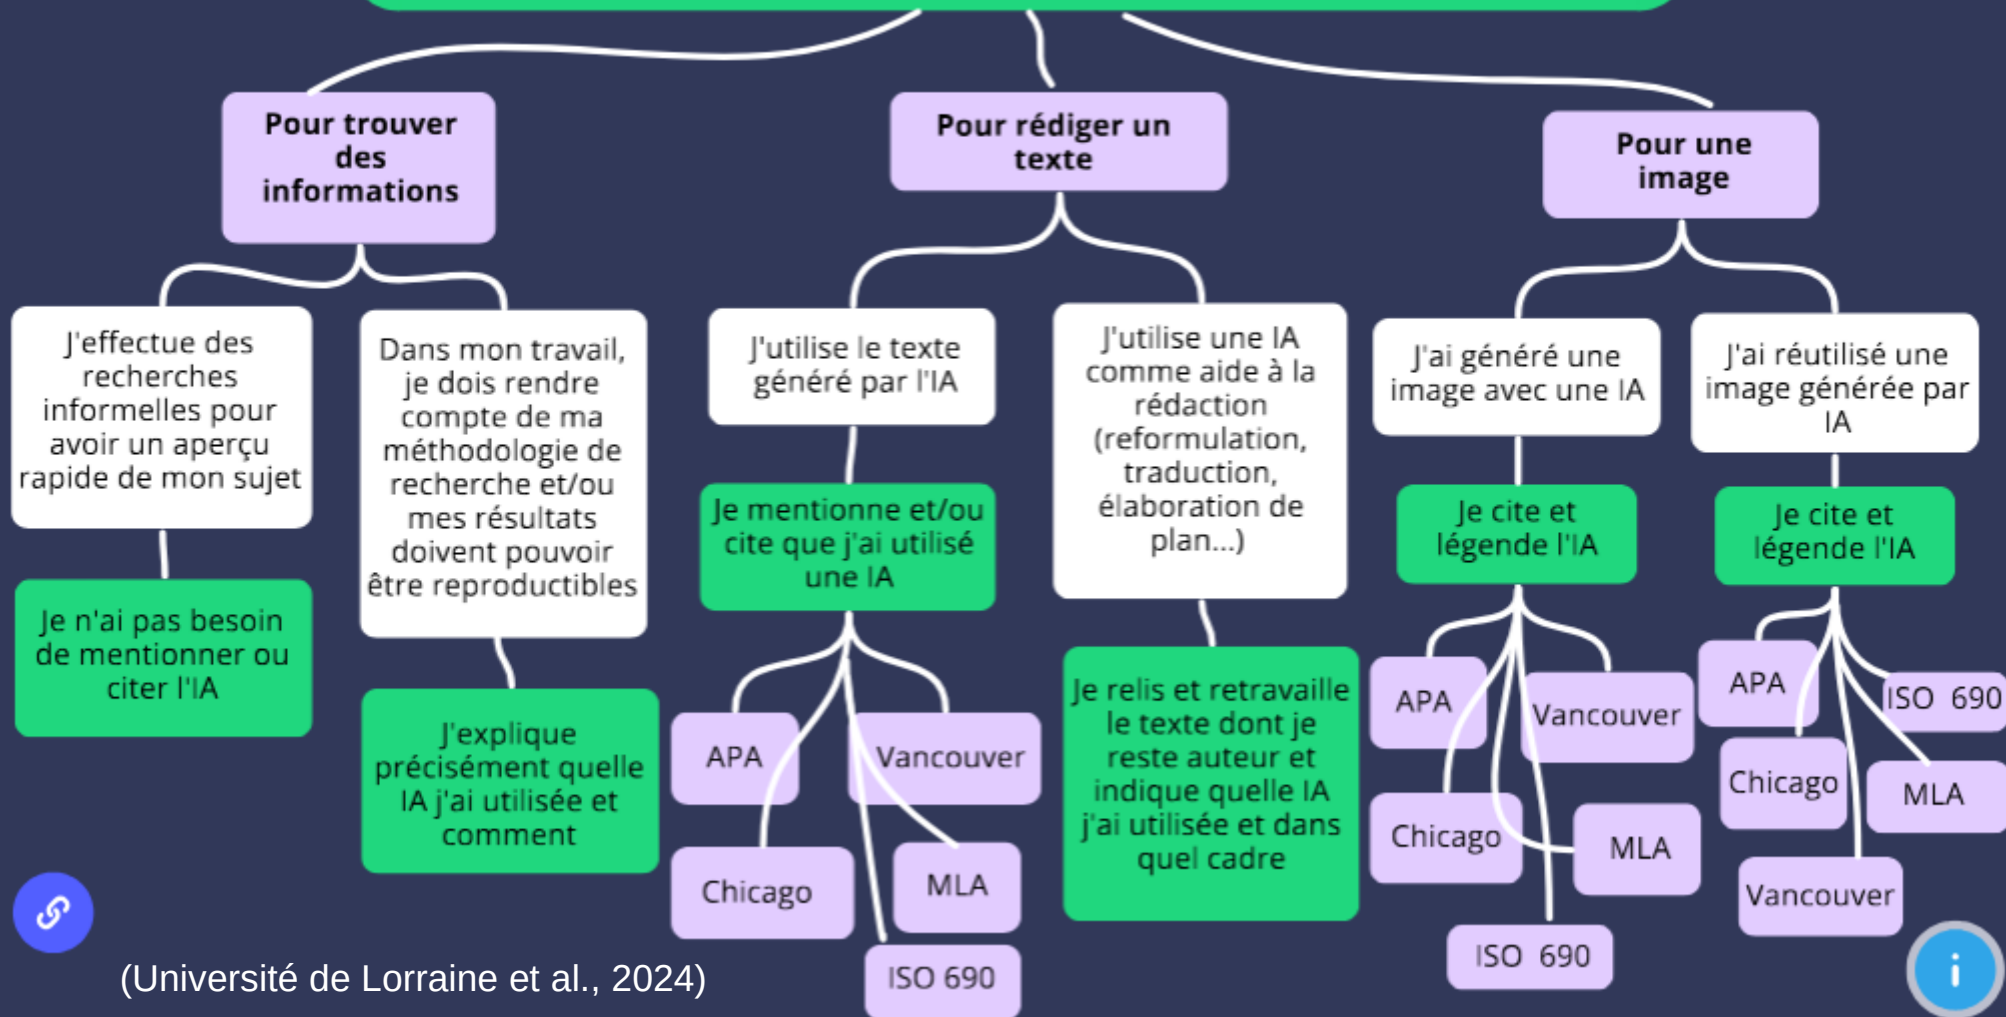 Pour trouver
des
informations
J'effectue des
recherches
informelles pour
avoir un aperçu
rapide de mon sujet
Je n'ai pas besoin
de mentionner ou
citer l'IA
Dans mon travail,
je dois rendre
compte de ma
méthodologie de
recherche et/ou
mes résultats
doivent pouvoir
être reproductibles
J'explique
précisément quelle
IA j'ai utilisée et
comment
Pour rédiger un
texte
J'utilise le texte
généré par l'IA
Je mentionne et/ou
cite que j'ai utilisé
une IA
APA
Vancouver
Chicago
MLA
ISO 690
J'utilise une IA
comme aide à la
rédaction
(reformulation,
traduction,
élaboration de
plan...)
Je relis et retravaille
le texte dont je
reste auteur et
indique quelle IA
j'ai utilisée et dans
quel cadre
Pour une
image
J'ai généré une
image avec une IA
Je cite et
légende l'IA
APA
Vancouver
Chicago
MLA
ISO 690
J'ai réutilisé une
image générée par
IA
Je cite et
légende l'IA
APA
ISO 690
Chicago
MLA
Vancouver
(Université de Lorraine et al., 2024)
i